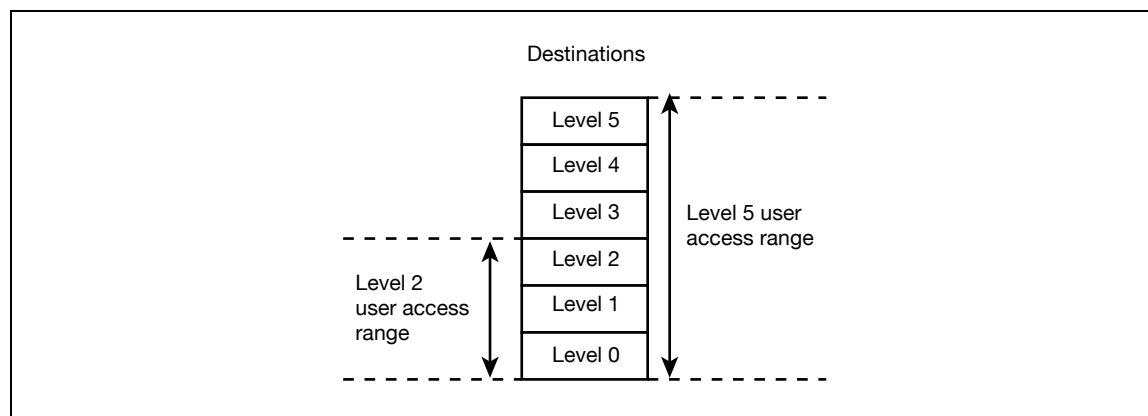 Destinations
Level 5
Level 4
Level 3
Level 2
Level 1
Level 0
Level 5 user
access range
Level 2
user access
range